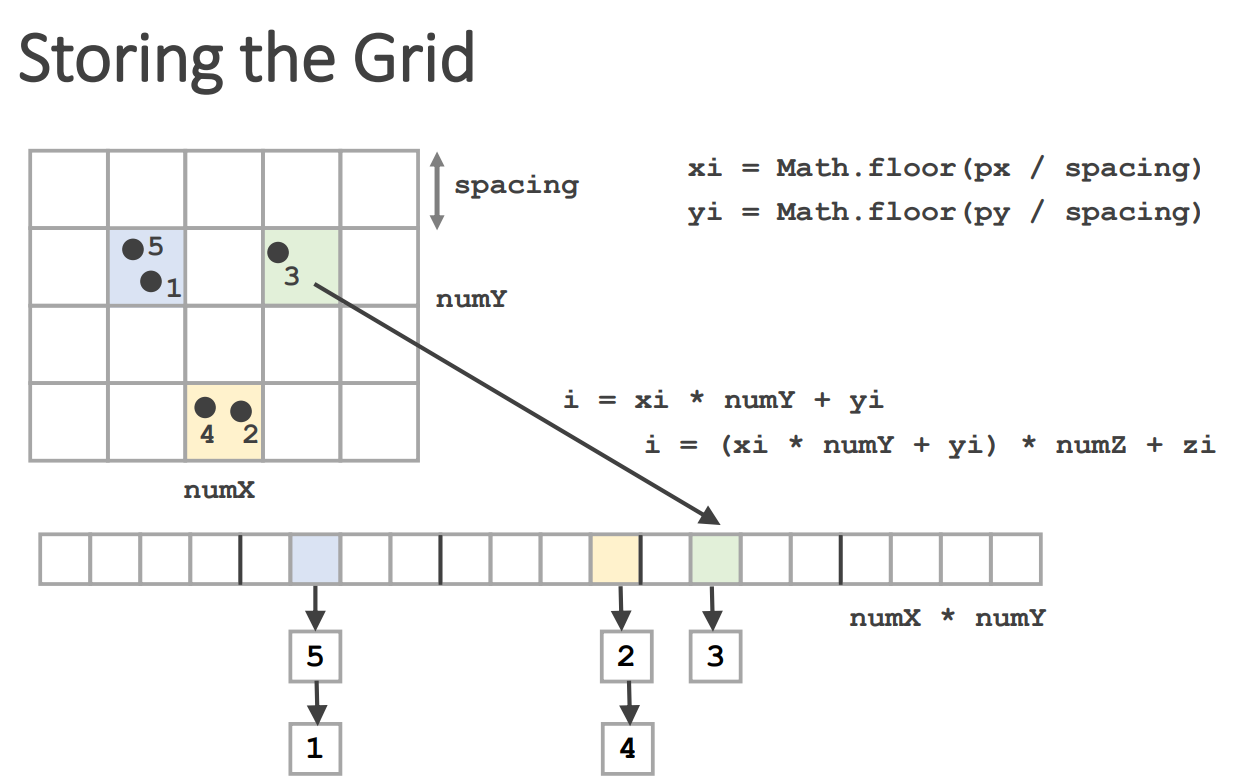 Storing the Grid
spacing
xi = Math.floor(px / spacing)
yi = Math.floor(py / spacing)
5
1
3
numY
4 2
numX
i = xi * numY + yi
i = (xi * numY + yi) * numZ + zi
numX * numY
5 2 3
1 4